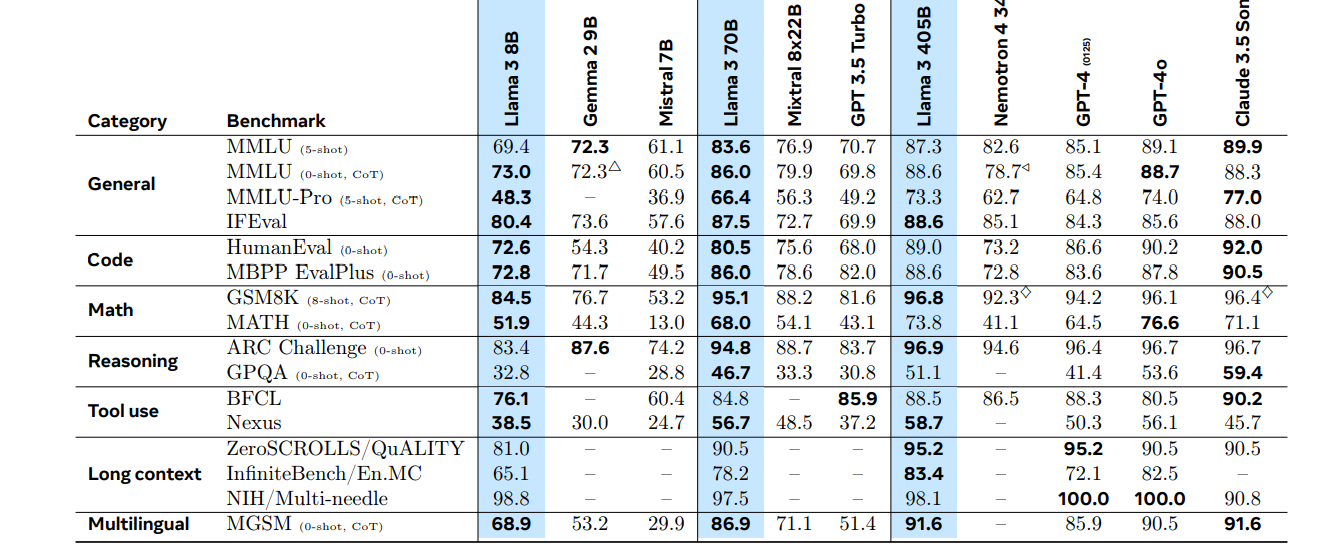 Category Benchmark Llama 3 8B Gemma 2 9B Mistral 7B Llama 3 70B Mixtral 8x22B GPT 3.5 Turbo Llama 3 405B Nemotron 4 GPT-4 (0125) GPT-4o Claude 3.5
General MMLU (5-shot) 69.4 72.3 61.1 83.6 76.9 70.7 87.3 82.6 85.1 89.1 89.9
MMLU (0-shot, CoT) 73.0 72.3△ 60.5 86.0 79.9 69.8 88.6 78.7◁ 85.4 88.7 88.3
MMLU-Pro (5-shot, CoT) 48.3 – 36.9 66.4 56.3 49.2 73.3 62.7 64.8 74.0 77.0
IFEval 80.4 73.6 57.6 87.5 72.7 69.9 88.6 85.1 84.3 85.6 88.0
Code HumanEval (0-shot) 72.6 54.3 40.2 80.5 75.6 68.0 89.0 73.2 86.6 90.2 92.0
MBPP EvalPlus (0-shot) 72.8 71.7 49.5 86.0 78.6 82.0 88.6 72.8 83.6 87.8 90.5
Math GSM8K (8-shot, CoT) 84.5 76.7 53.2 95.1 88.2 81.6 96.8 92.3◇ 94.2 96.1 96.4◇
MATH (0-shot, CoT) 51.9 44.3 13.0 68.0 54.1 43.1 73.8 41.1 64.5 76.6 71.1
Reasoning ARC Challenge (0-shot) 83.4 87.6 74.2 94.8 88.7 83.7 96.9 94.6 96.4 96.7 96.7
GPQA (0-shot, CoT) 32.8 – 28.8 46.7 33.3 30.8 51.1 – 41.4 53.6 59.4
Tool use BFCL 76.1 – 60.4 84.8 – 85.9 88.5 86.5 88.3 80.5 90.2
Nexus 38.5 30.0 24.7 56.7 48.5 37.2 58.7 – 50.3 56.1 45.7
Long context ZeroSCROLLS/QuALITY 81.0 – – 90.5 – – 95.2 – 95.2 90.5 90.5
InfiniteBench/En.MC 65.1 – – 78.2 – – 83.4 – 72.1 82.5 –
NIH/Multi-needle 98.8 – – 97.5 – – 98.1 – 100.0 100.0 90.8
Multilingual MGSM (0-shot, CoT) 68.9 53.2 29.9 86.9 71.1 51.4 91.6 – 85.9 90.5 91.6